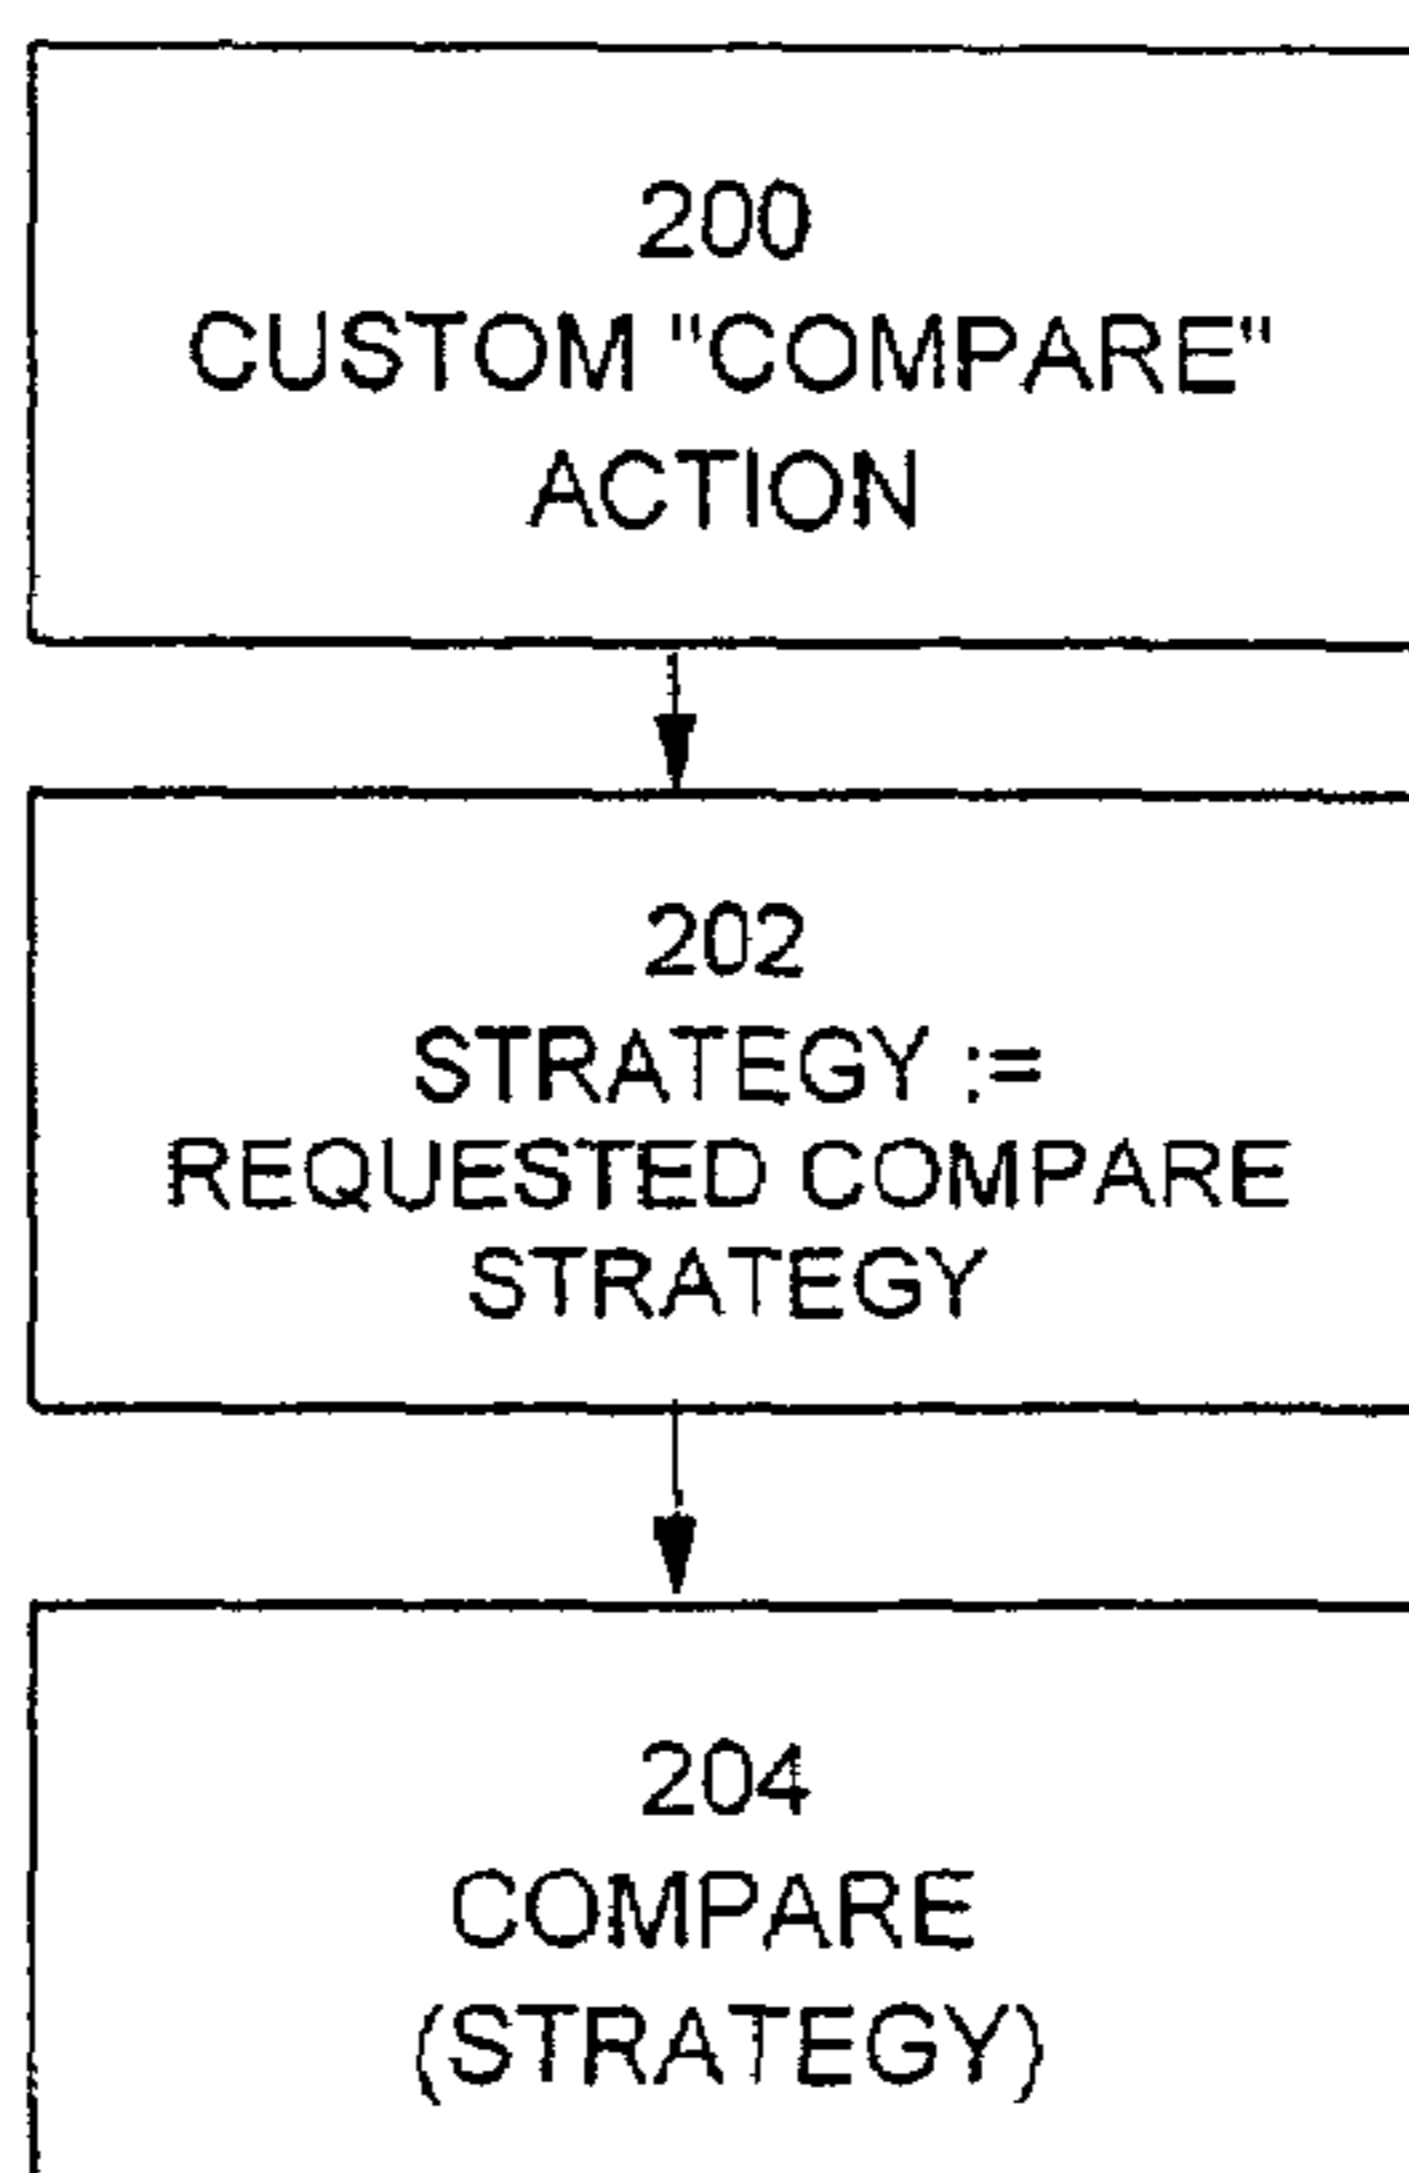 200
CUSTOM "COMPARE"
ACTION
202
STRATEGY :=
REQUESTED COMPARE
STRATEGY
204
COMPARE
(STRATEGY)